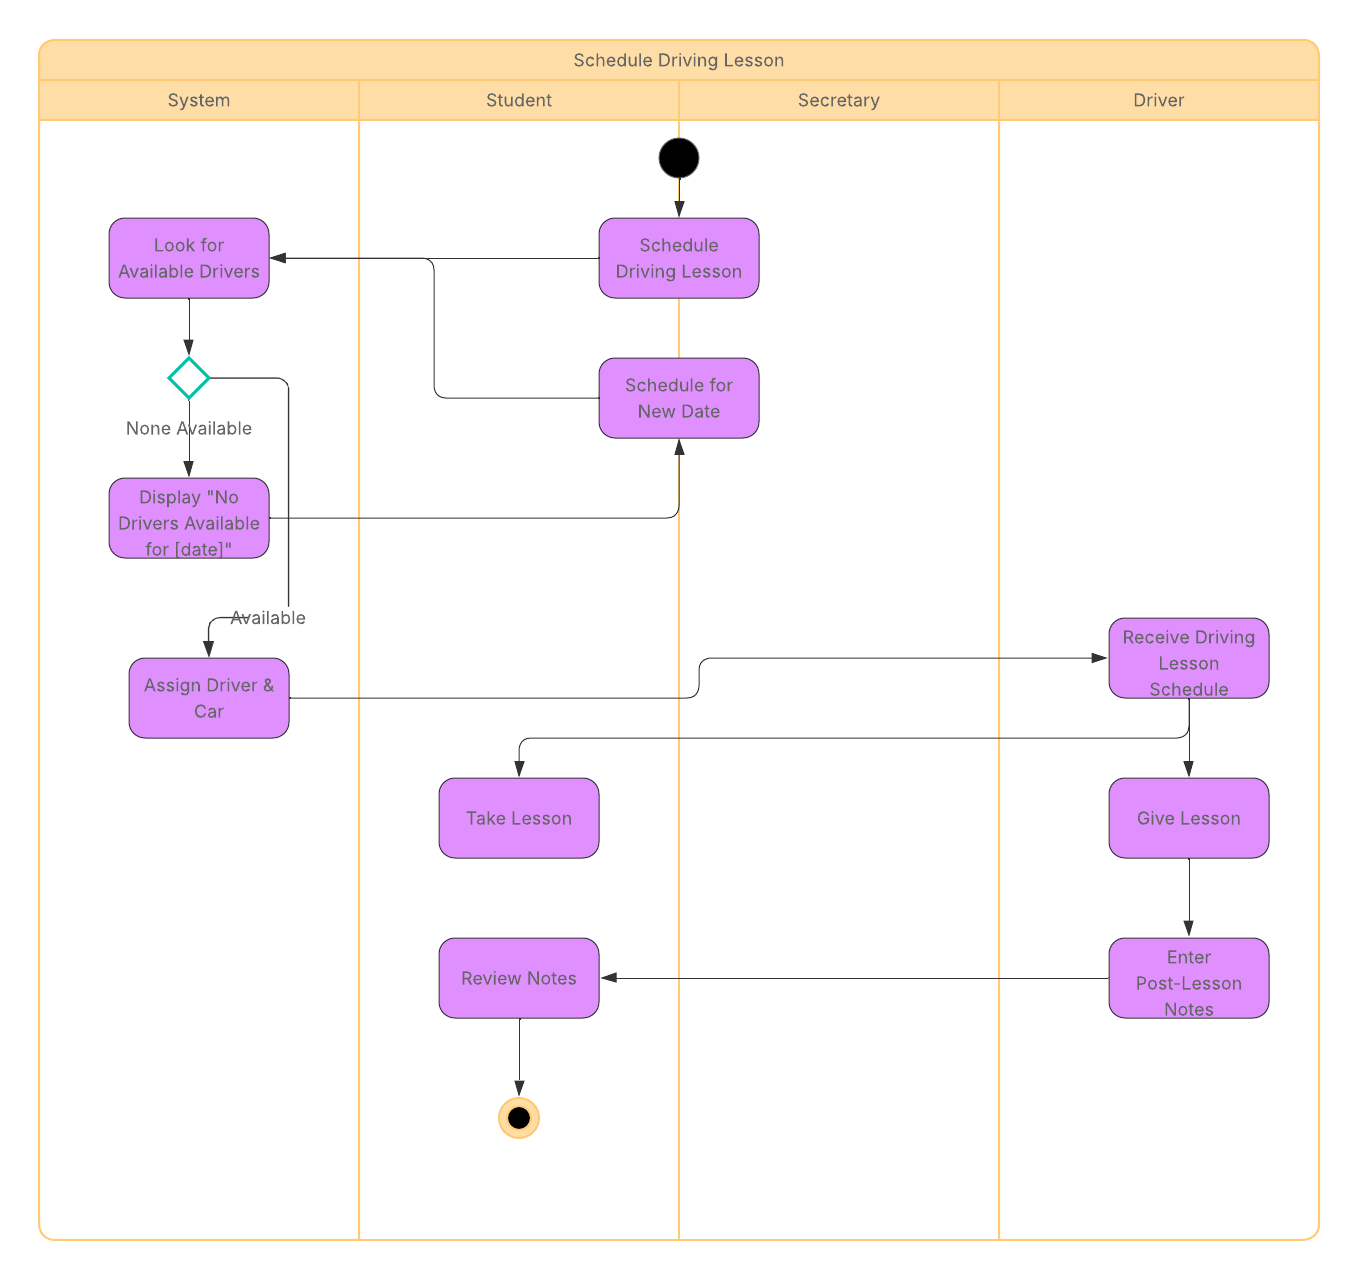 Schedule Driving Lesson
System
Student
Secretary
Driver
Look for
Available Drivers
Schedule
Driving Lesson
Schedule for
New Date
None Available
Display "No
Drivers Available
for [date]"
Available
Assign Driver &
Car
Receive Driving
Lesson
Schedule
Take Lesson
Give Lesson
Review Notes
Enter
Post-Lesson
Notes